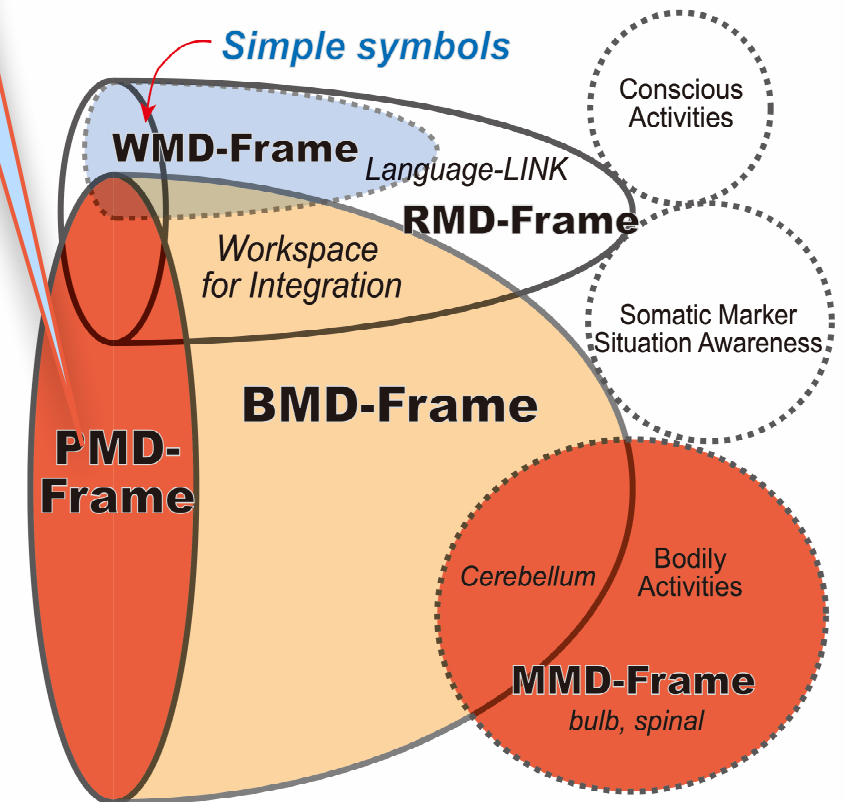 Simple symbols
Conscious
Activities
WMD-Frame
Language-LINK
RMD-Frame
Workspace
for Integration
Somatic Marker
Situation Awareness
BMD-Frame
PMD-
Frame
Cerebellum
Bodily
Activities
MMD-Frame
bulb, spinal